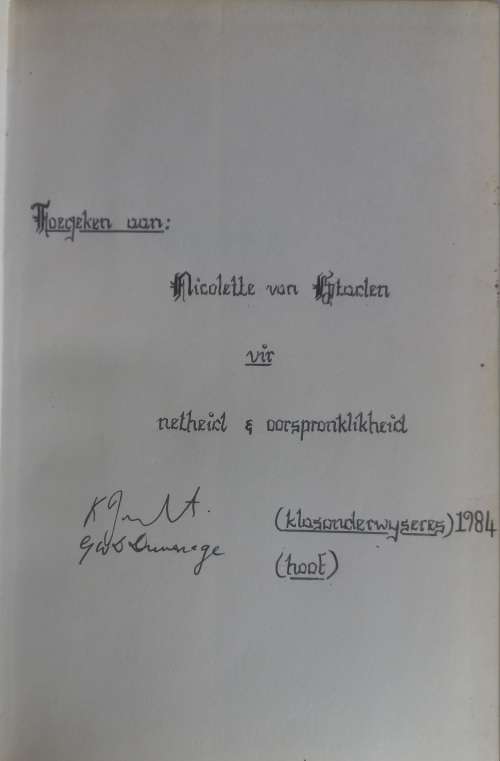 Toegeken aan:
Nicolette van Staden
vir
netheid & oorspronklikheid
(klasonderwyseres) 1984
(hoof)